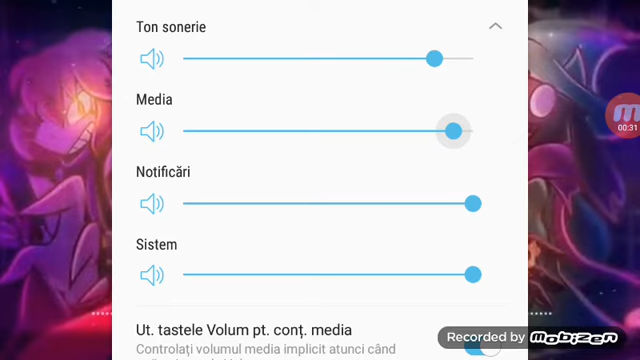 Ton sonerie
Media
00:31
Notificări
Sistem
Ut. tastele Volum pt. conț. media
Recorded by mobizen
Controlați volumul media implicit atunci când